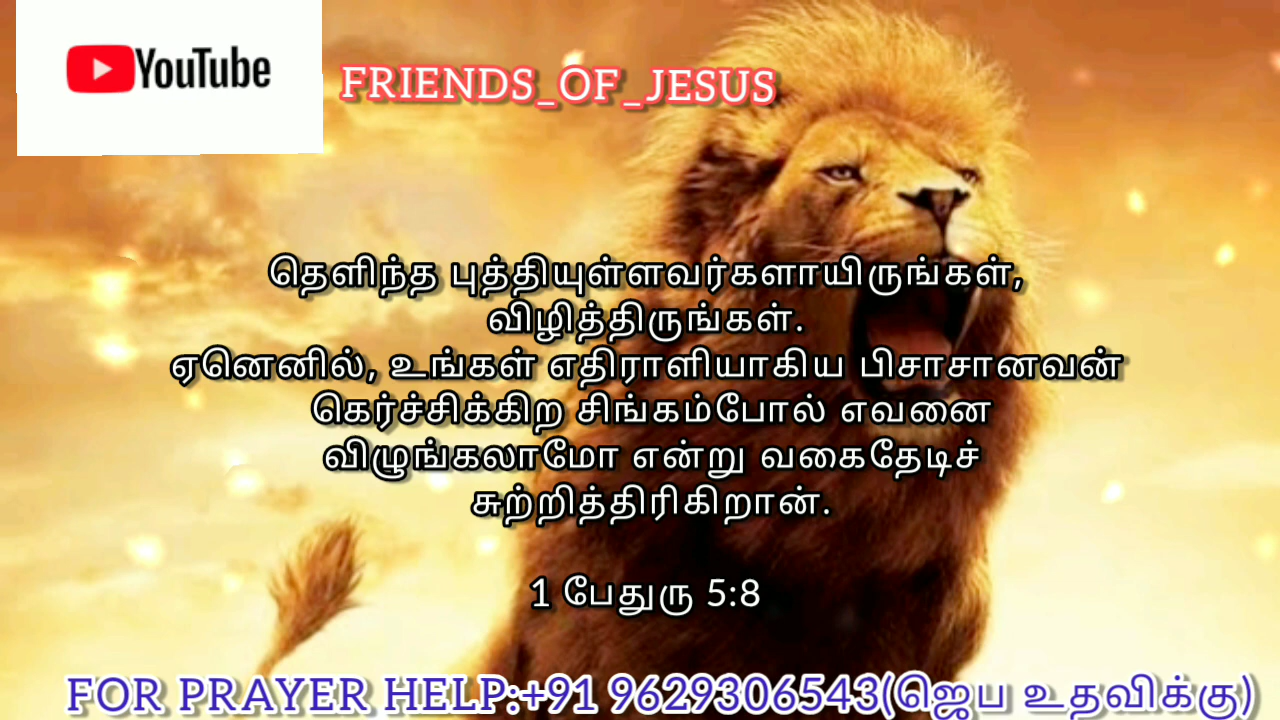 YouTube
FRIENDS_OF_JESUS
தெளிந்த புத்தியுள்ளவர்களாயிருங்கள்,
விழித்திருங்கள்.
ஏனெனில், உங்கள் எதிராளியாகிய பிசாசானவன்
கெர்ச்சிக்கிற சிங்கம்போல் எவனை
விழுங்கலாமோ என்று வகைதேடிச்
சுற்றித்திரிகிறான்.
1 பேதுரு 5:8
FOR PRAYER HELP:+91 9629306543(ஜெப உதவிக்கு)